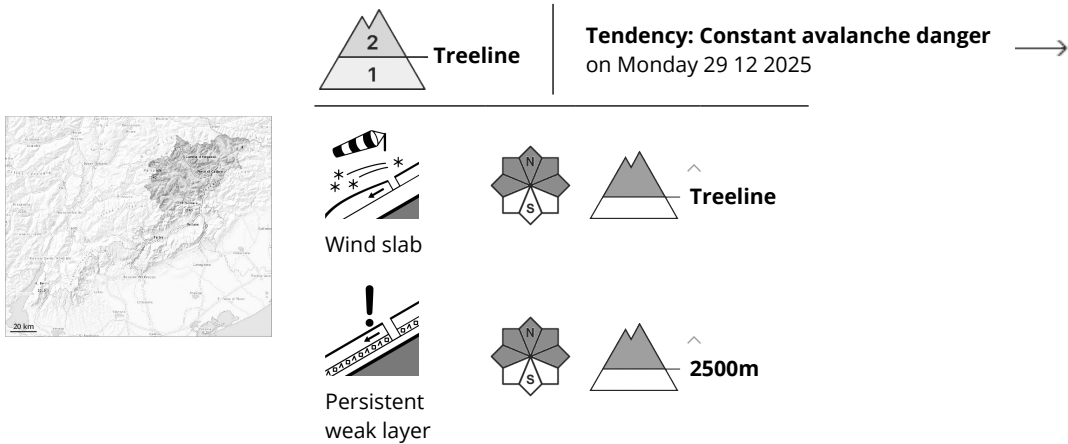 2
Treeline
1
Tendency: Constant avalanche danger
on Monday 29 12 2025
N
S
Treeline
Wind slab
20 km
N
S
2500m
Persistent
weak layer